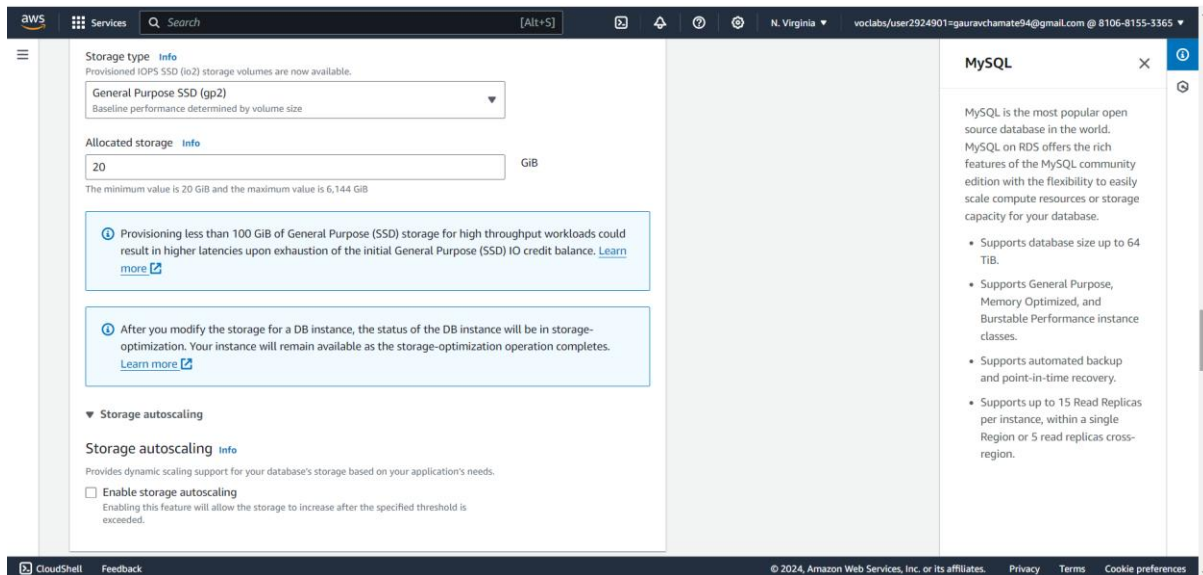 aws
Services
Search
[Alt+S]
N. Virginia
voclabs/user2924901=gauravchamate94@gmail.com @ 8106-8155-3365
Storage type Info
Provisioned IOPS SSD (io2) storage volumes are now available.
General Purpose SSD (gp2)
Baseline performance determined by volume size
Allocated storage Info
20
GiB
The minimum value is 20 GiB and the maximum value is 6,144 GiB
Provisioning less than 100 GiB of General Purpose (SSD) storage for high throughput workloads could
result in higher latencies upon exhaustion of the initial General Purpose (SSD) IO credit balance. Learn
more
After you modify the storage for a DB instance, the status of the DB instance will be in storage-
optimization. Your instance will remain available as the storage-optimization operation completes.
Learn more
Storage autoscaling
Storage autoscaling Info
Provides dynamic scaling support for your database's storage based on your application's needs.
Enable storage autoscaling
Enabling this feature will allow the storage to increase after the specified threshold is
exceeded.
MySQL
MySQL is the most popular open
source database in the world.
MySQL on RDS offers the rich
features of the MySQL community
edition with the flexibility to easily
scale compute resources or storage
capacity for your database.
• Supports database size up to 64
TiB.
• Supports General Purpose,
Memory Optimized, and
Burstable Performance instance
classes.
• Supports automated backup
and point-in-time recovery.
• Supports up to 15 Read Replicas
per instance, within a single
Region or 5 read replicas cross-
region.
CloudShell
Feedback
© 2024, Amazon Web Services, Inc. or its affiliates.
Privacy
Terms
Cookie preferences